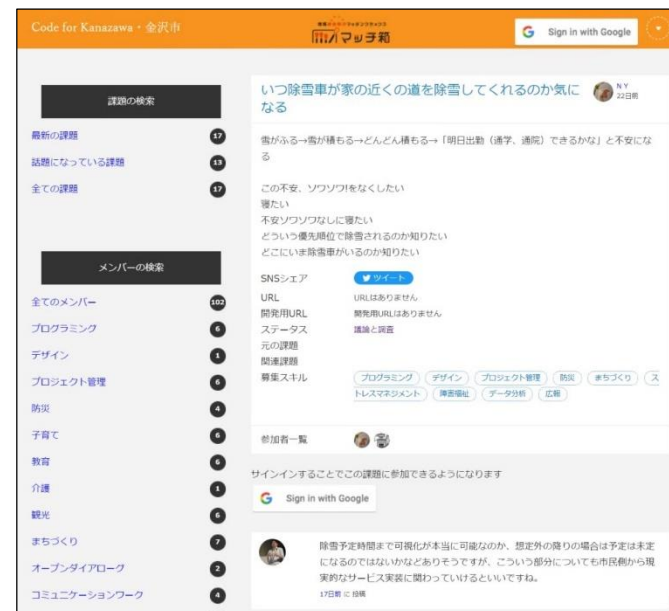 Code for Kanazawa・金沢市
マッチ箱
Sign in with Google
課題の検索
最新の課題 17
話題になっている課題 13
全ての課題 17
メンバーの検索
全てのメンバー 102
プログラミング 6
デザイン 1
プロジェクト管理 6
防災 4
子育て 6
教育 6
介護 1
観光 6
まちづくり 7
オープンダイアローグ 2
コミュニケーションワーク 4
いつ除雪車が家の近くの道を除雪してくれるのか気に
なる
N Y
22日前
雪がふる→雪が積もる→どんどん積もる→「明日出勤（通学、通院）できるかな」と不安にな
る
この不安、ソワソワ!をなくしたい
寝たい
不安ソワソワなしに寝たい
どういう優先順位で除雪されるのか知りたい
どこにいま除雪車がいるのか知りたい
SNSシェア ツイート
URL URLはありません
開発用URL 開発用URLはありません
ステータス 議論と調査
元の課題
関連課題
募集スキル プログラミング デザイン プロジェクト管理 防災 まちづくり ス
トレスマネジメント 障害福祉 データ分析 広報
参加者一覧
サインインすることでこの課題に参加できるようになります
Sign in with Google
除雪予定時間まで可視化が本当に可能なのか、想定外の降りの場合は予定は未定
になるのではないかなどありそうですが、こういう部分についても市民側から現
実的なサービス実装に関わっていけるといいですね。
17日前 に 投稿